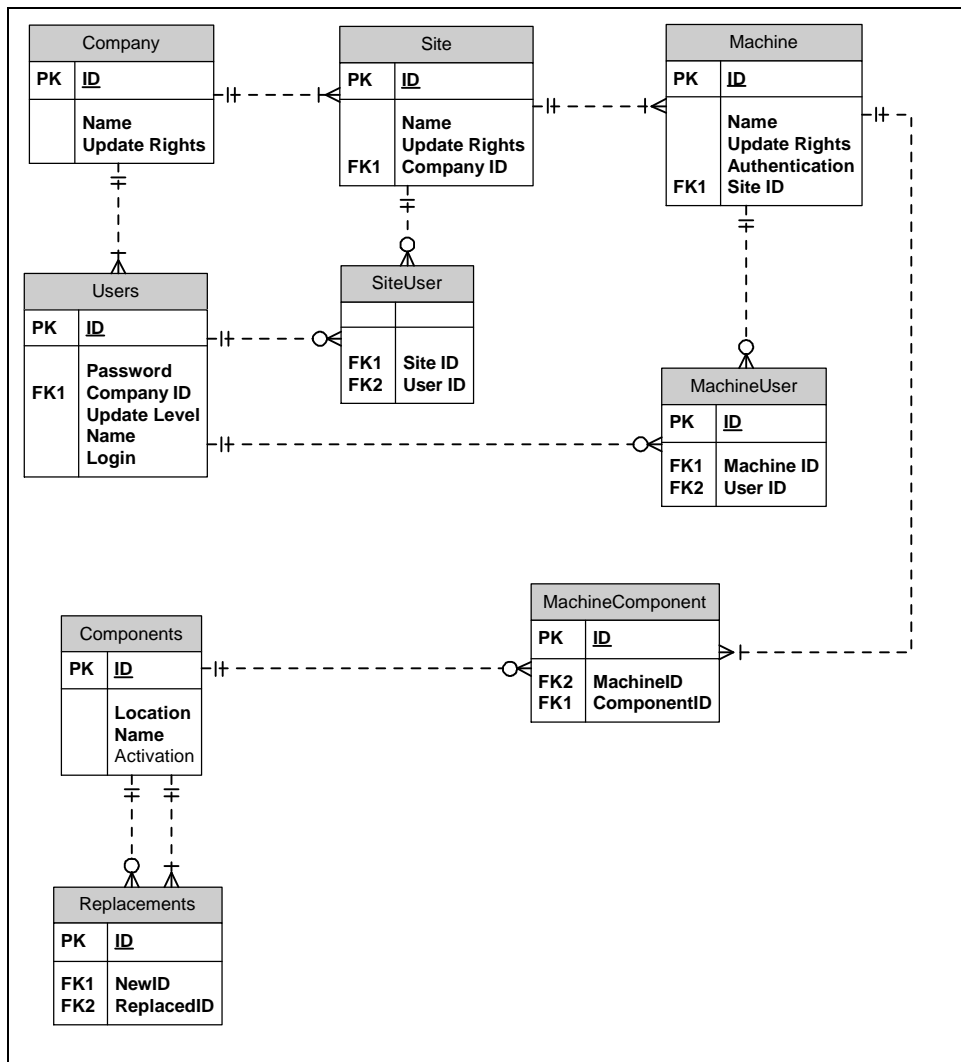 Company
PK ID
Name
Update Rights
Site
PK ID
Name
Update Rights
FK1 Company ID
Machine
PK ID
Name
Update Rights
Authentication
FK1 Site ID
Users
PK ID
Password
FK1 Company ID
Update Level
Name
Login
SiteUser
FK1 Site ID
FK2 User ID
MachineUser
PK ID
FK1 Machine ID
FK2 User ID
MachineComponent
PK ID
FK2 MachineID
FK1 ComponentID
Components
PK ID
Location
Name
Activation
Replacements
PK ID
FK1 NewID
FK2 ReplacedID